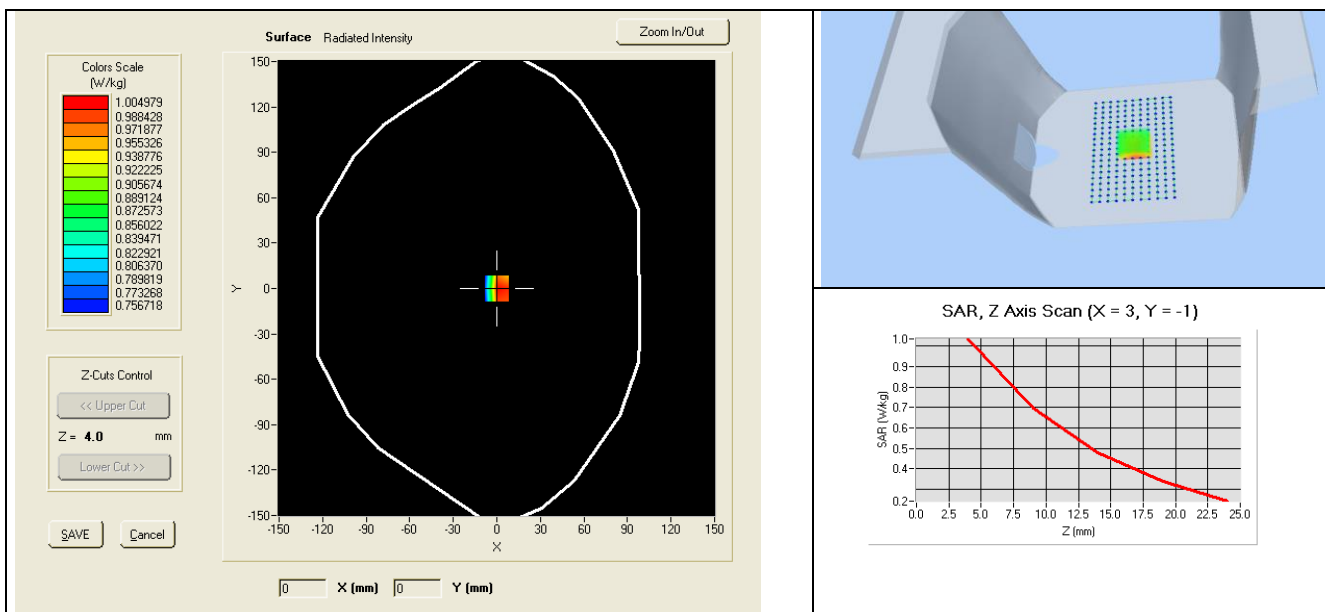 Surface Radiated Intensity
Zoom In/Out
Colors Scale
(W/kg)
1.004979
0.988428
0.971877
0.955326
0.938776
0.922225
0.905674
0.889124
0.872573
0.856022
0.839471
0.822921
0.806370
0.789819
0.773268
0.756718
Z-Cuts Control
<< Upper Cut
Z = 4.0 mm
Lower Cut >>
SAVE Cancel
150
120
90
60
30
0
-30
-60
-90
-120
-150
Y
-150 -120 -90 -60 -30 0 30 60 90 120 150
X
0 X (mm) 0 Y (mm)
SAR, Z Axis Scan (X = 3, Y = -1)
1.0
0.9
0.8
0.7
0.6
0.5
0.4
0.2
SAR (W/kg)
0.0 2.5 5.0 7.5 10.0 12.5 15.0 17.5 20.0 22.5 25.0
Z (mm)